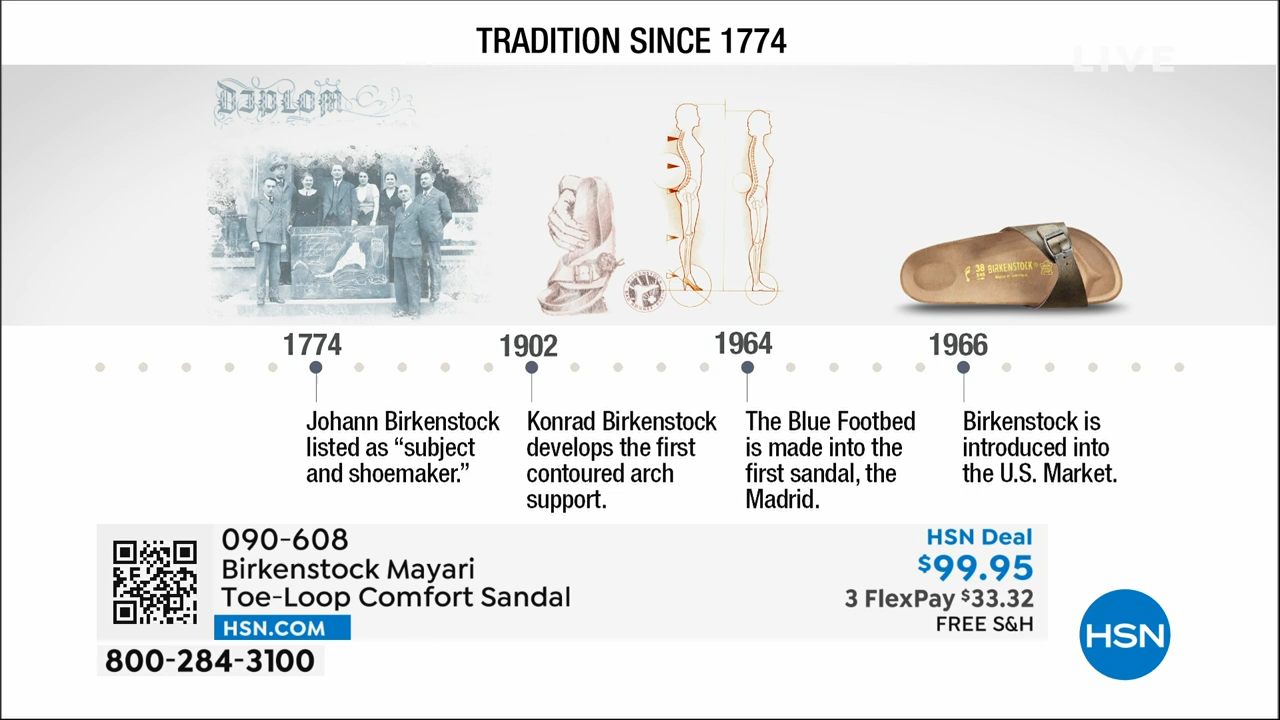 TRADITION SINCE 1774
LIVE
Diplom
38
BIRKENSTOCK
1774
1902
1964
1966
Johann Birkenstock
listed as “subject
and shoemaker.”
Konrad Birkenstock
develops the first
contoured arch
support.
The Blue Footbed
is made into the
first sandal, the
Madrid.
Birkenstock is
introduced into
the U.S. Market.
090-608
Birkenstock Mayari
Toe-Loop Comfort Sandal
HSN.COM
800-284-3100
HSN Deal
$99.95
3 FlexPay $33.32
FREE S&H
HSN